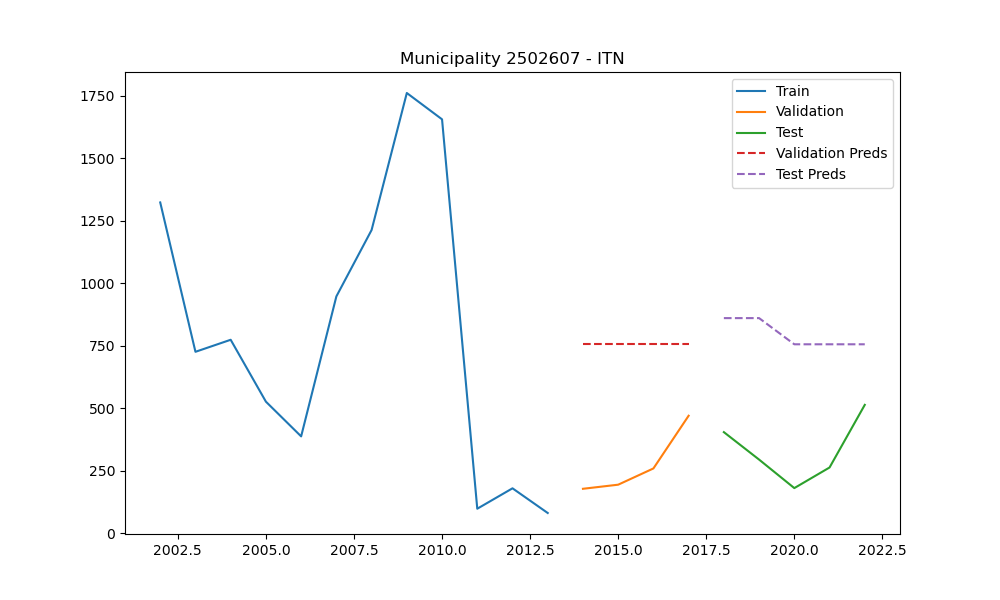 Municipality 2502607 - ITN
Train
Validation
Test
Validation Preds
Test Preds
1750
1500
1250
1000
750
500
250
0
2002.5 2005.0 2007.5 2010.0 2012.5 2015.0 2017.5 2020.0 2022.5